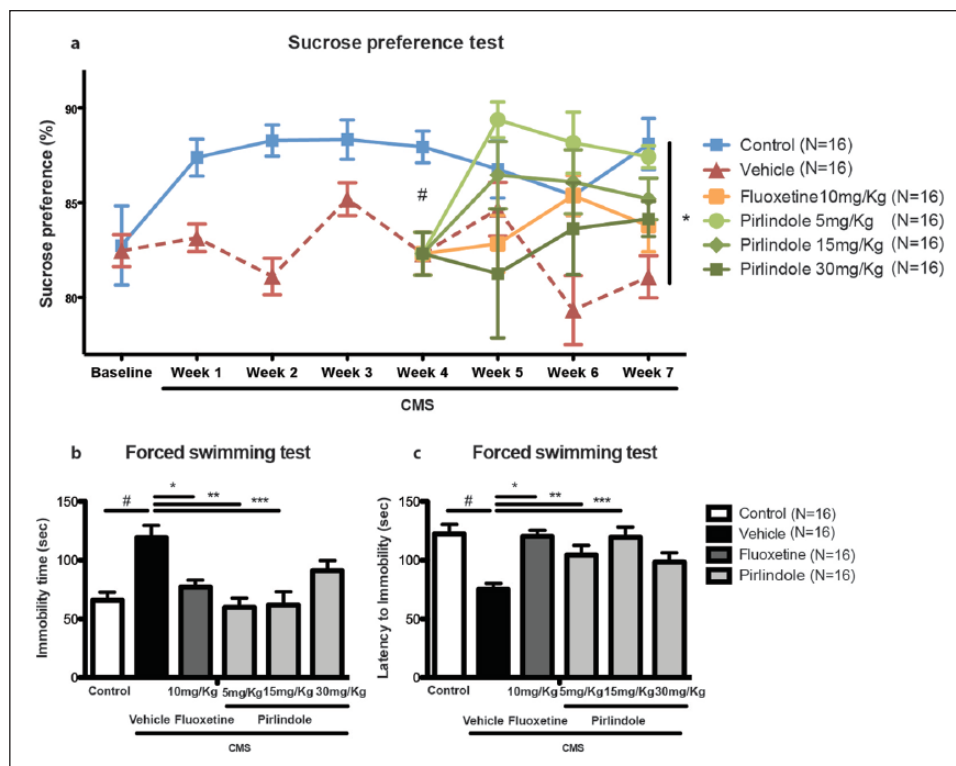 a
Sucrose preference test
Sucrose preference (%)
90
85
80
#
*
Baseline Week 1 Week 2 Week 3 Week 4 Week 5 Week 6 Week 7
CMS
Control (N=16)
Vehicle (N=16)
Fluoxetine 10mg/Kg (N=16)
Pirlindole 5mg/Kg (N=16)
Pirlindole 15mg/Kg (N=16)
Pirlindole 30mg/Kg (N=16)
b Forced swimming test
Immobility time (sec)
150
100
50
0
#
*
**
***
Control 10mg/Kg 5mg/Kg 15mg/Kg 30mg/Kg
Vehicle Fluoxetine Pirlindole
CMS
c Forced swimming test
Latency to Immobility (sec)
150
100
50
0
#
*
**
***
Control 10mg/Kg 5mg/Kg 15mg/Kg 30mg/Kg
Vehicle Fluoxetine Pirlindole
CMS
Control (N=16)
Vehicle (N=16)
Fluoxetine (N=16)
Pirlindole (N=16)